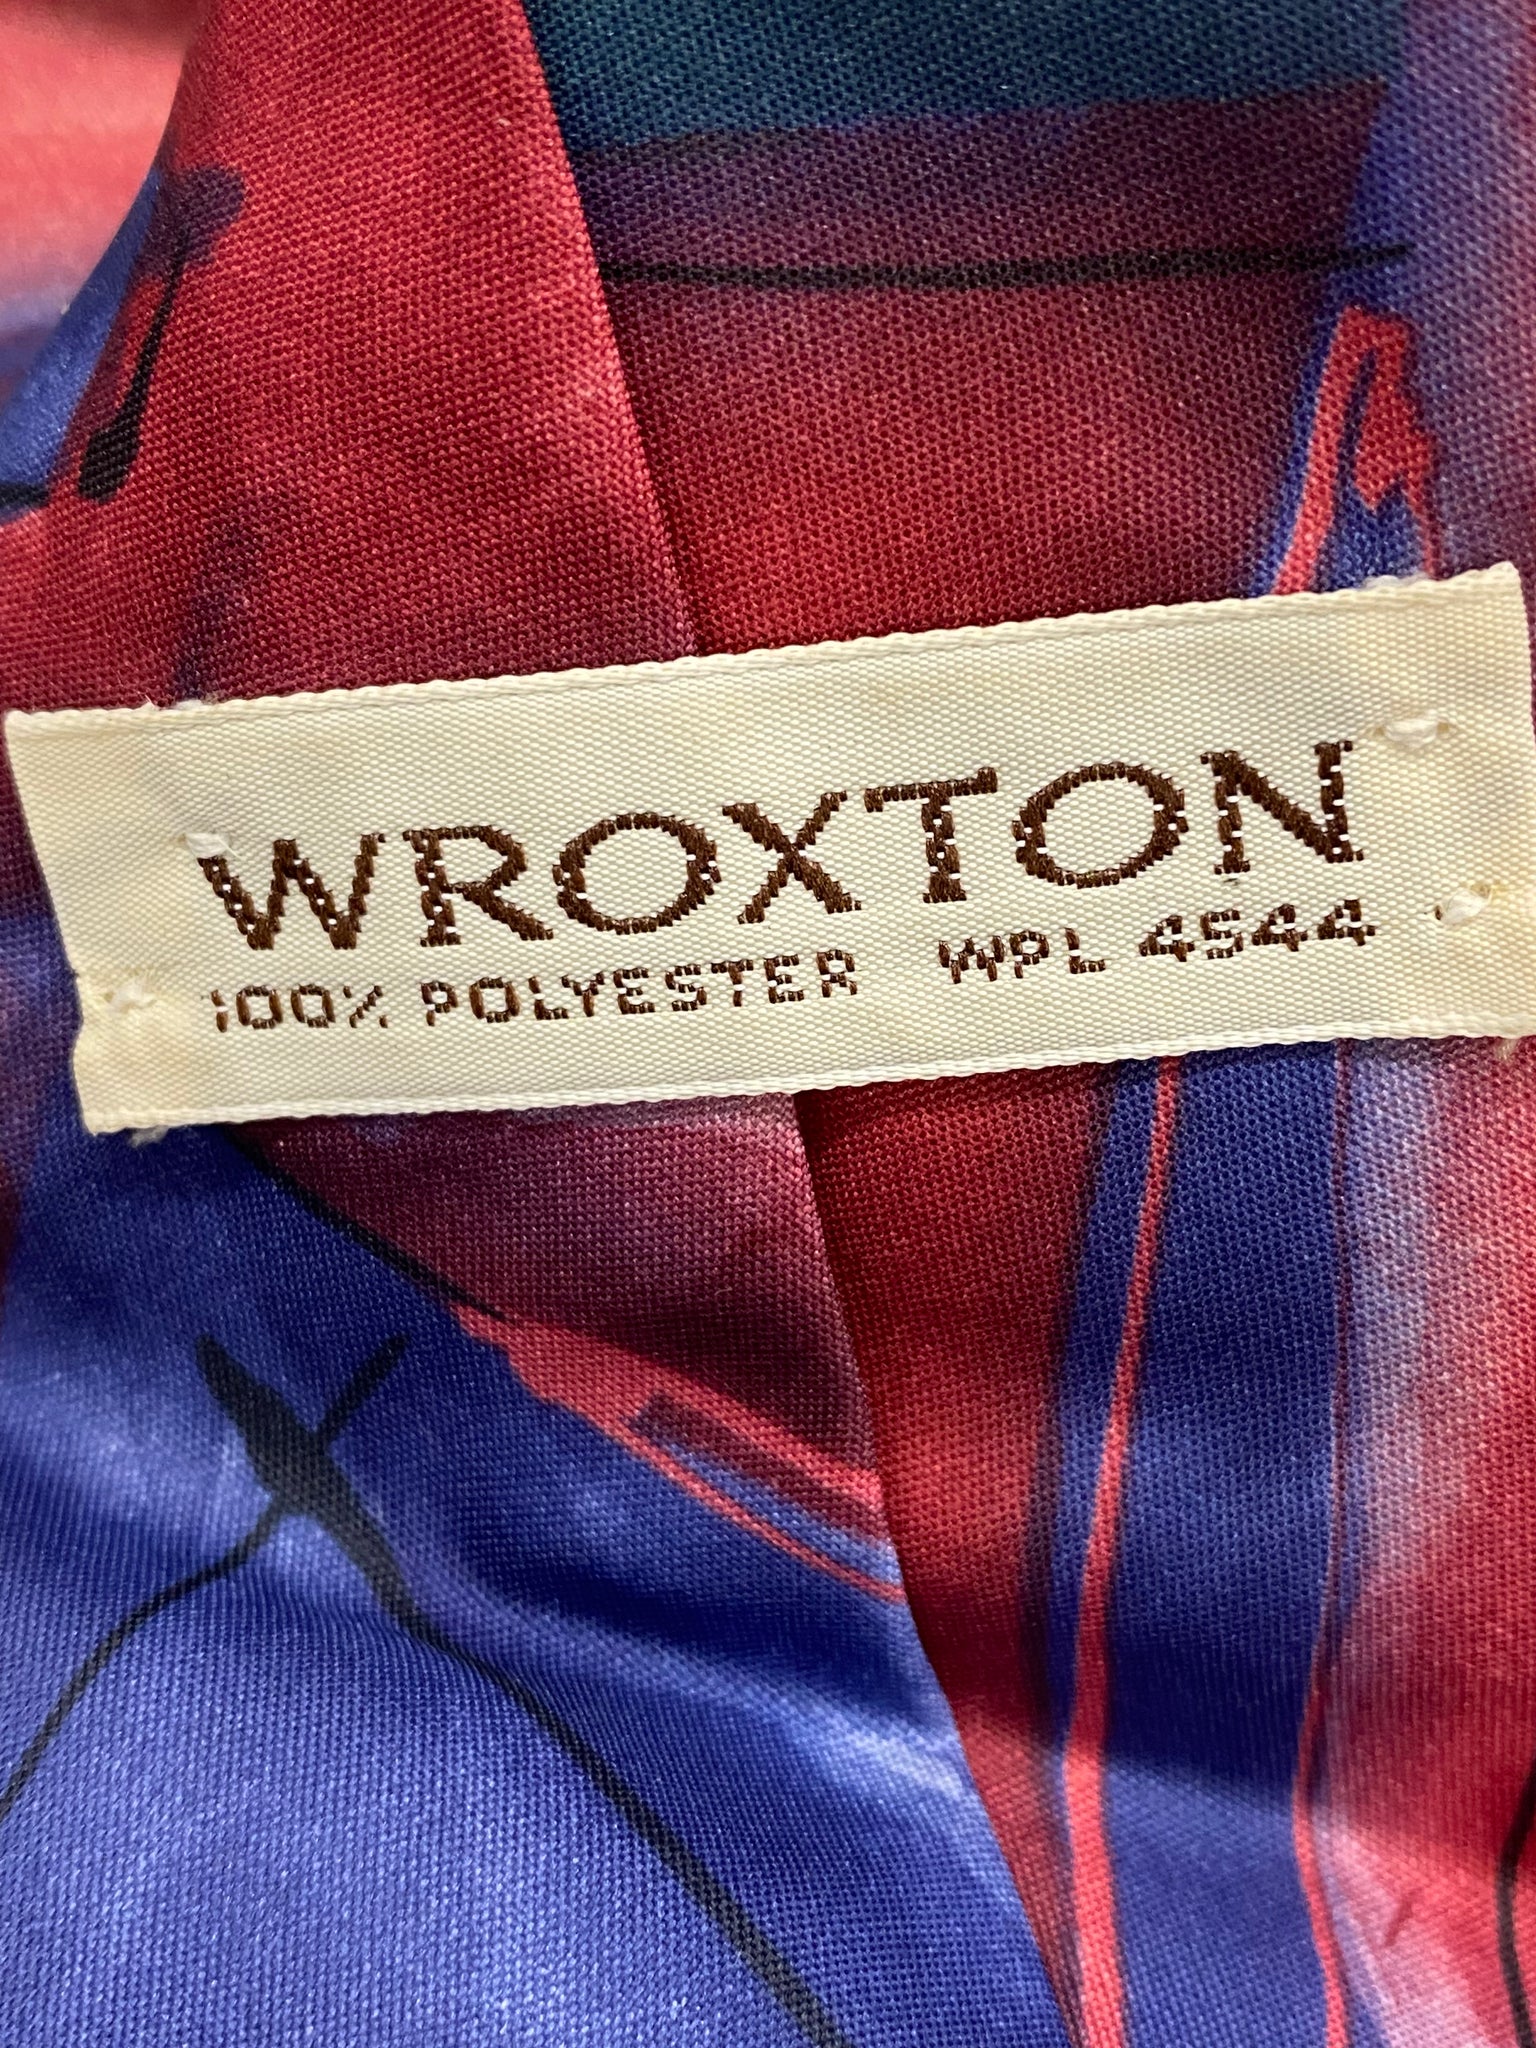 WROXTON
100% POLYESTER WPL 4544